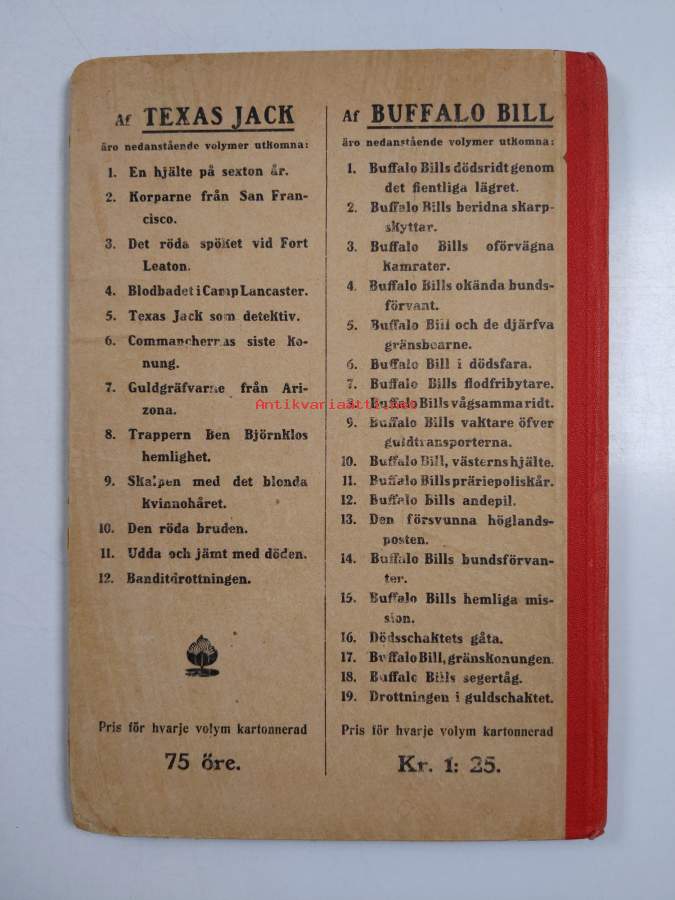 Af TEXAS JACK
äro nedanstående volymer utkomna:
1. En hjälte på sexton år.
2. Korparne från San Fran-
cisco.
3. Det röda spöket vid Fort
Leaton.
4. Blodbadet i Camp Lancaster.
5. Texas Jack som detektiv.
6. Commanchernas siste ko-
nung.
7. Guldgräfvarne från Ari-
zona.
8. Trappern Ben Björnklos
hemlighet.
9. Skalpen med det blonda
kvinnohåret.
10. Den röda bruden.
11. Udda och jämt med döden.
12. Banditdrottningen.
Pris för hvarje volym kartonnerad
75 öre.
Af BUFFALO BILL
äro nedanstående volymer utkomna:
1. Buffalo Bills dödsridt genom
det fientliga lägret.
2. Buffalo Bills beridna skarp-
skyttar.
3. Buffalo Bills oförvägna
kamrater.
4. Buffalo Bills okända bunds-
förvant.
5. Buffalo Bill och de djärfva
gränsboarne.
6. Buffalo Bill i dödsfara.
7. Buffalo Bills flodfribytare.
8. Buffalo Bills vågsamma ridt.
9. Buffalo Bills vaktare öfver
guldtransporterna.
10. Buffalo Bill, västerns hjälte.
11. Buffalo Bills präriepoliskår.
12. Buffalo Bills andepil.
13. Den försvunna höglands-
posten.
14. Buffalo Bills bundsförvan-
ter.
15. Buffalo Bills hemliga mis-
sion.
16. Dödsschaktets gåta.
17. Buffalo Bill, gränskonungen.
18. Buffalo Bills segertåg.
19. Drottningen i guldschaktet.
Pris för hvarje volym kartonnerad
Kr. 1: 25.
Antikvariaatti.net